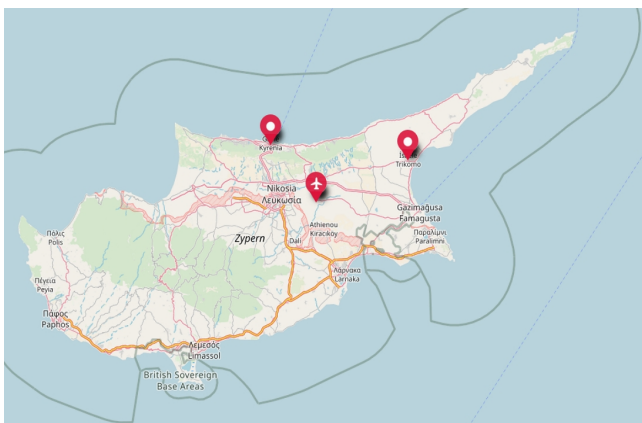 Kyrenia
Trikomo
Nikosia
Λευκωσία
Gazimağusa
Famagusta
Πόλις
Polis
Zypern
Dali
Athienou
Kiracıköy
Παραλίμνι
Paralimni
Πέγεια
Peyia
Λάρνακα
Larnaka
Πάφος
Paphos
Λεμεσός
Limassol
British Sovereign
Base Areas